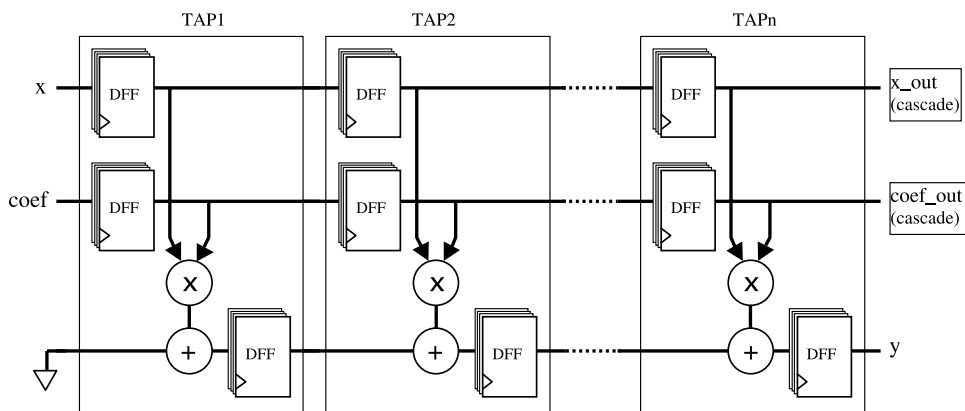 TAP1
TAP2
TAPn
x
DFF
DFF
DFF
x_out
(cascade)
coef
DFF
DFF
DFF
coef_out
(cascade)
x
x
x
+
DFF
+
DFF
+
DFF
y